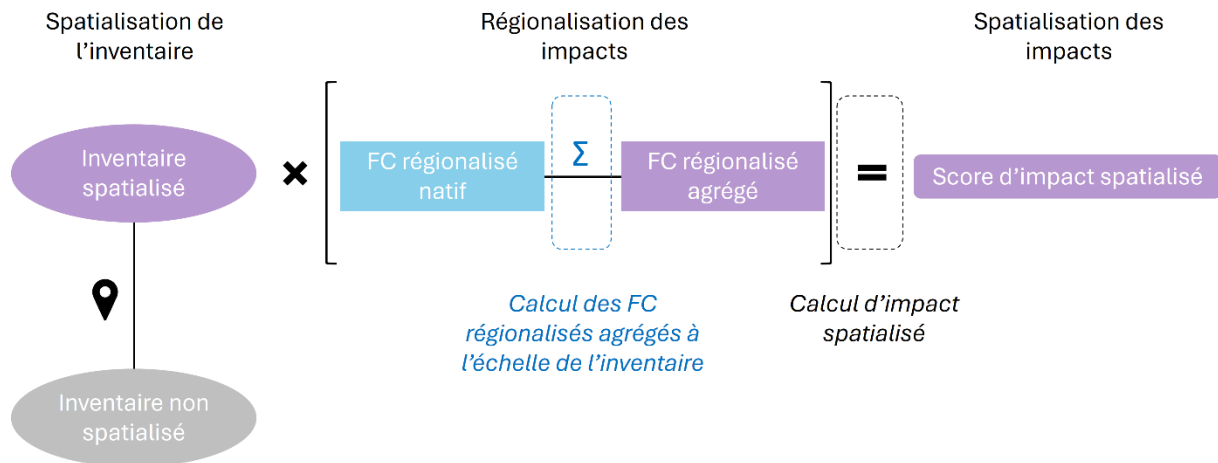 Spatialisation de
l’inventaire
Régionalisation des
impacts
Spatialisation des
impacts
Inventaire
spatialisé
×
FC régionalisé
natif
Σ
FC régionalisé
agrégé
=
Score d’impact spatialisé
Calcul des FC
régionalisés agrégés à
l’échelle de l’inventaire
Calcul d’impact
spatialisé
Inventaire non
spatialisé